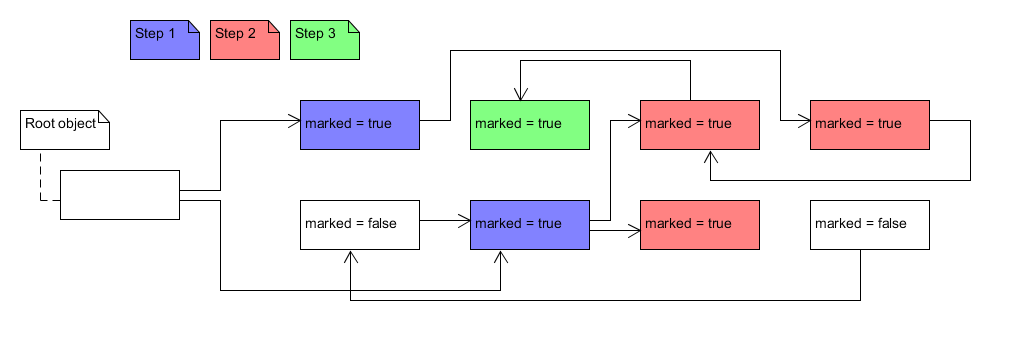 Step 1
Step 2
Step 3
Root object
marked = true
marked = true
marked = true
marked = true
marked = false
marked = true
marked = true
marked = false